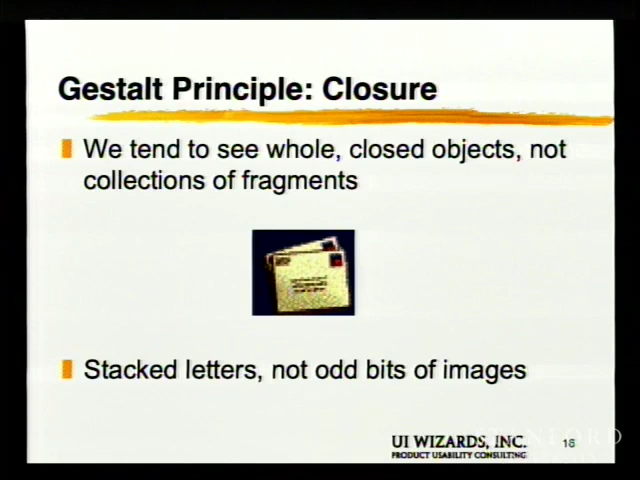 Gestalt Principle: Closure
We tend to see whole, closed objects, not
collections of fragments
Stacked letters, not odd bits of images
UI WIZARDS, INC.
PRODUCT USABILITY CONSULTING
STANFORD
16